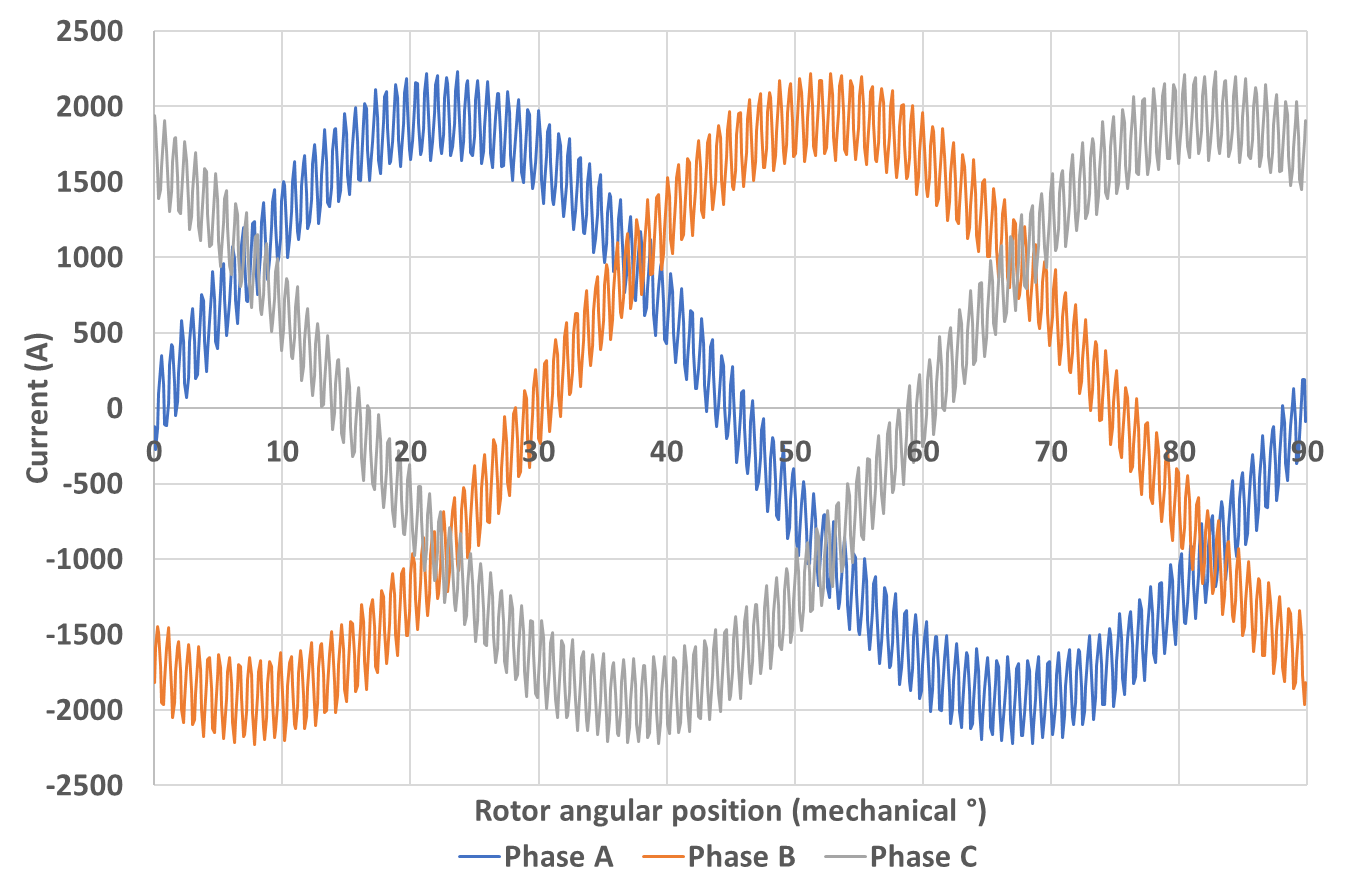 2500
2000
1500
1000
500
0
-500
-1000
-1500
-2000
-2500
0 10 20 30 40 50 60 70 80 90
Current (A)
Rotor angular position (mechanical °)
Phase A Phase B Phase C